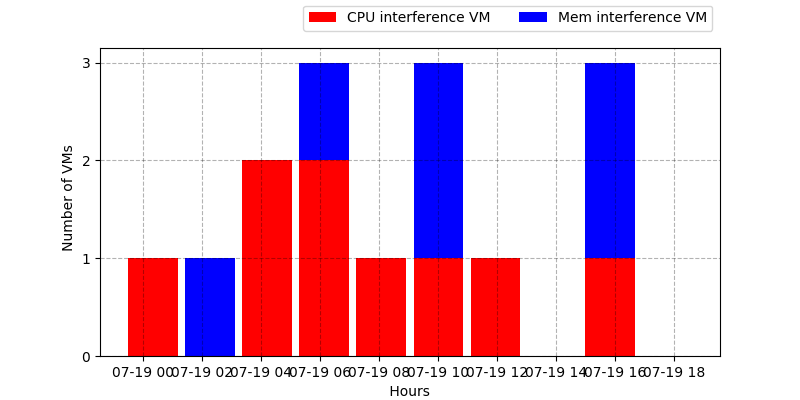 CPU interference VM Mem interference VM
3
2
1
0
Number of VMs
07-19 00 07-19 02 07-19 04 07-19 06 07-19 08 07-19 10 07-19 12 07-19 14 07-19 16 07-19 18
Hours